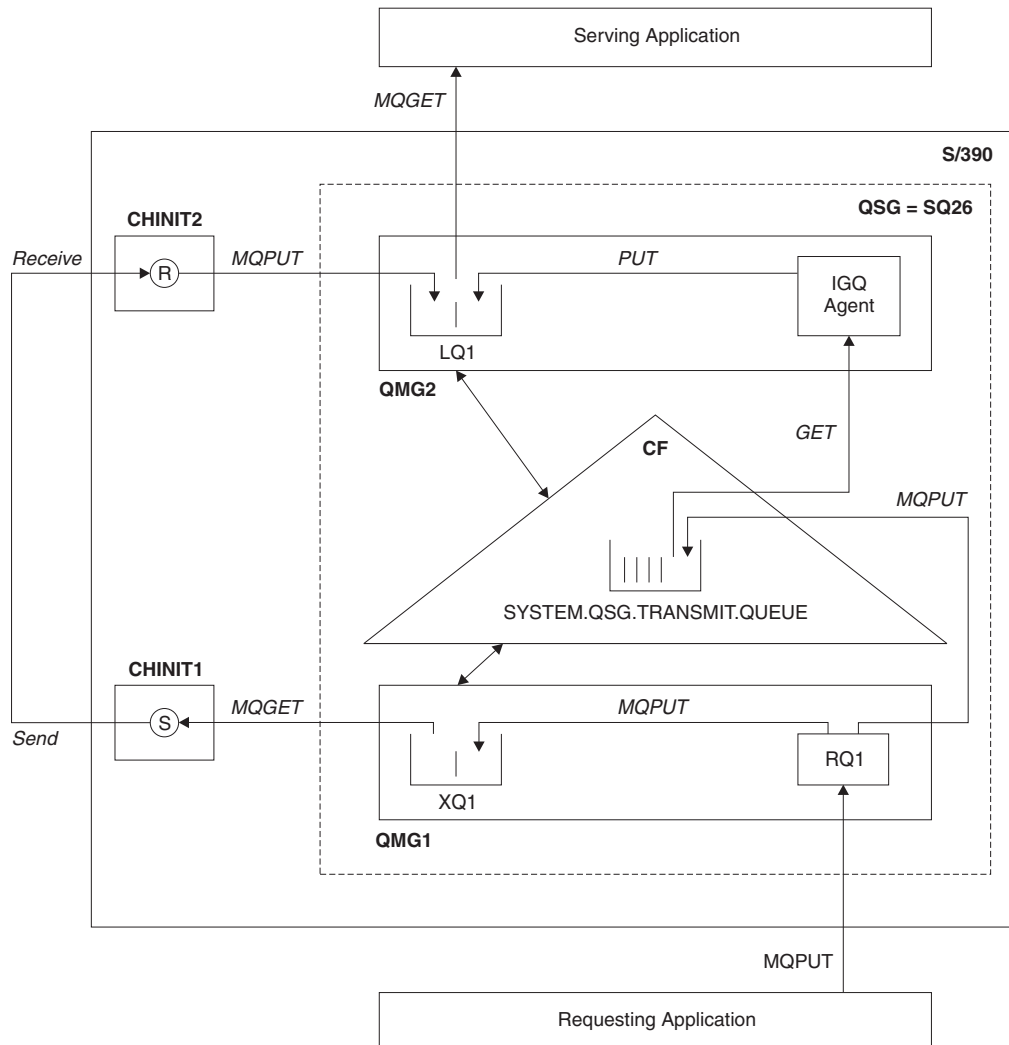 Serving Application
MQGET
S/390
QSG = SQ26
CHINIT2
Receive
R
MQPUT
PUT
IGQ
Agent
LQ1
QMG2
GET
CF
MQPUT
SYSTEM.QSG.TRANSMIT.QUEUE
CHINIT1
S
Send
MQGET
MQPUT
RQ1
XQ1
QMG1
MQPUT
Requesting Application